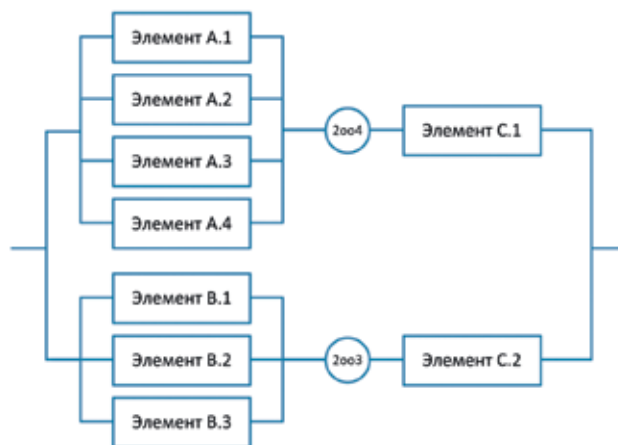 Элемент А.1
Элемент А.2
Элемент А.3
Элемент А.4
2oo4
Элемент С.1
Элемент В.1
Элемент В.2
Элемент В.3
2oo3
Элемент С.2